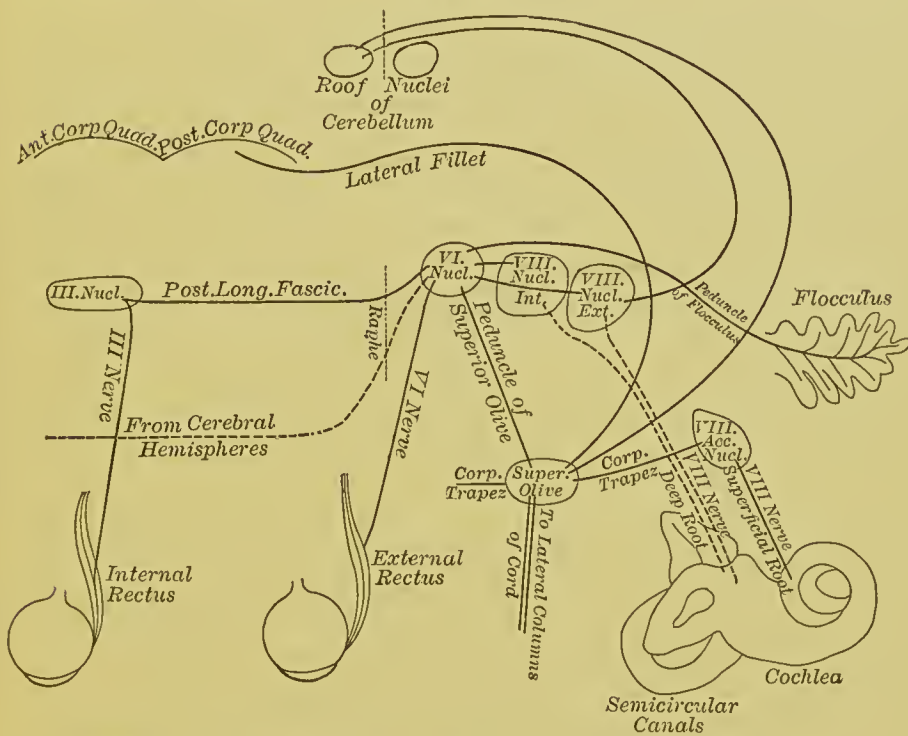 Roof Nuclei
of
Cerebellum
Ant. Corp Quad. Post. Corp Quad.
Lateral Fillet
III. Nucl.
Post. Long. Fascic.
Raphe
VI.
Nucl.
VIII.
Nucl.
Int.
VIII.
Nucl.
Ext.
Peduncle
of Flocculus
Flocculus
III Nerve
VI Nerve
Peduncle of
Superior Olive
From Cerebral
Hemispheres
Corp.
Trapez
Super.
Olive
Corp.
Trapez
VIII.
Acc.
Nucl.
VIII Nerve
Deep Root
VIII Nerve
Superficial Root
To Lateral Columns
of Cord
Internal
Rectus
External
Rectus
Cochlea
Semicircular
Canals